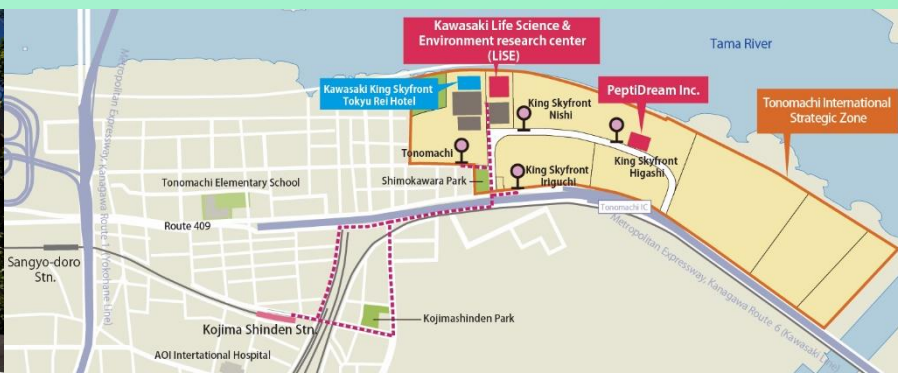 Kawasaki Life Science &
Environment research center
(LiSE)
Tama River
Kawasaki King Skyfront
Tokyu Rei Hotel
PeptiDream Inc.
King Skyfront
Nishi
Tonomachi International
Strategic Zone
Tonomachi
King Skyfront
Higashi
Tonomachi Elementary School
Shimokawara Park
King Skyfront
Iriguchi
Tonomachi IC
Route 409
Metropolitan Expressway, Kanagawa Route 1 (Yokohane Line)
Metropolitan Expressway, Kanagawa Route 6 (Kawasaki Line)
Sangyo-doro
Stn.
Kojima Shinden Stn.
Kojimashinden Park
AOI Intertational Hospital